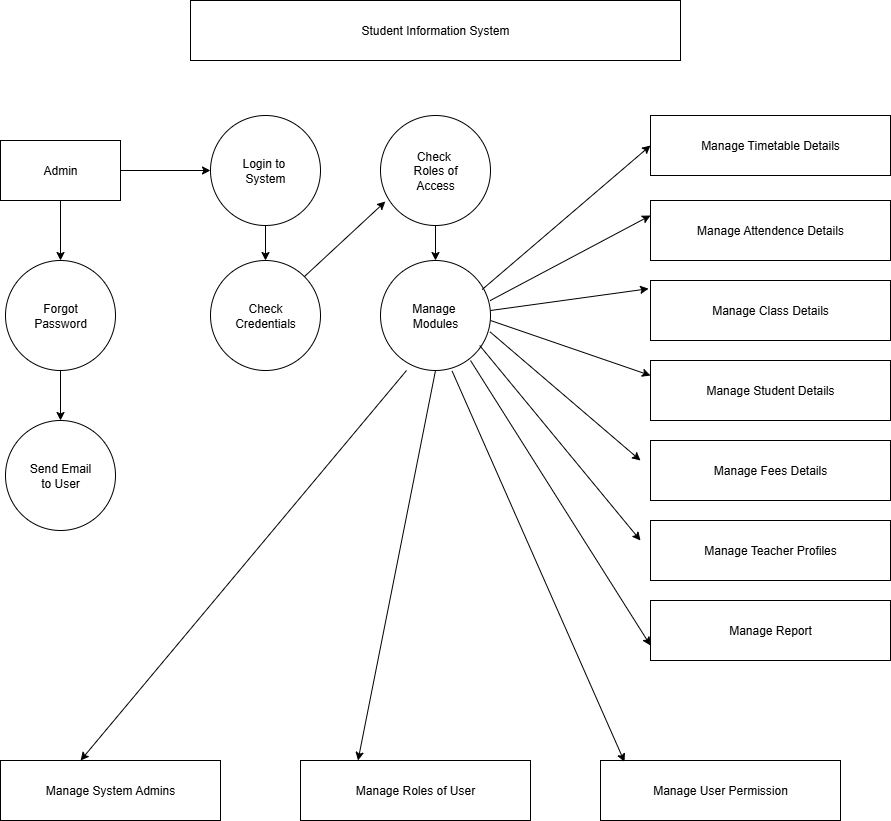 Student Information System
Admin
Login to
System
Check
Roles of
Access
Manage Timetable Details
Manage Attendence Details
Forgot
Password
Check
Credentials
Manage
Modules
Manage Class Details
Manage Student Details
Send Email
to User
Manage Fees Details
Manage Teacher Profiles
Manage Report
Manage System Admins
Manage Roles of User
Manage User Permission